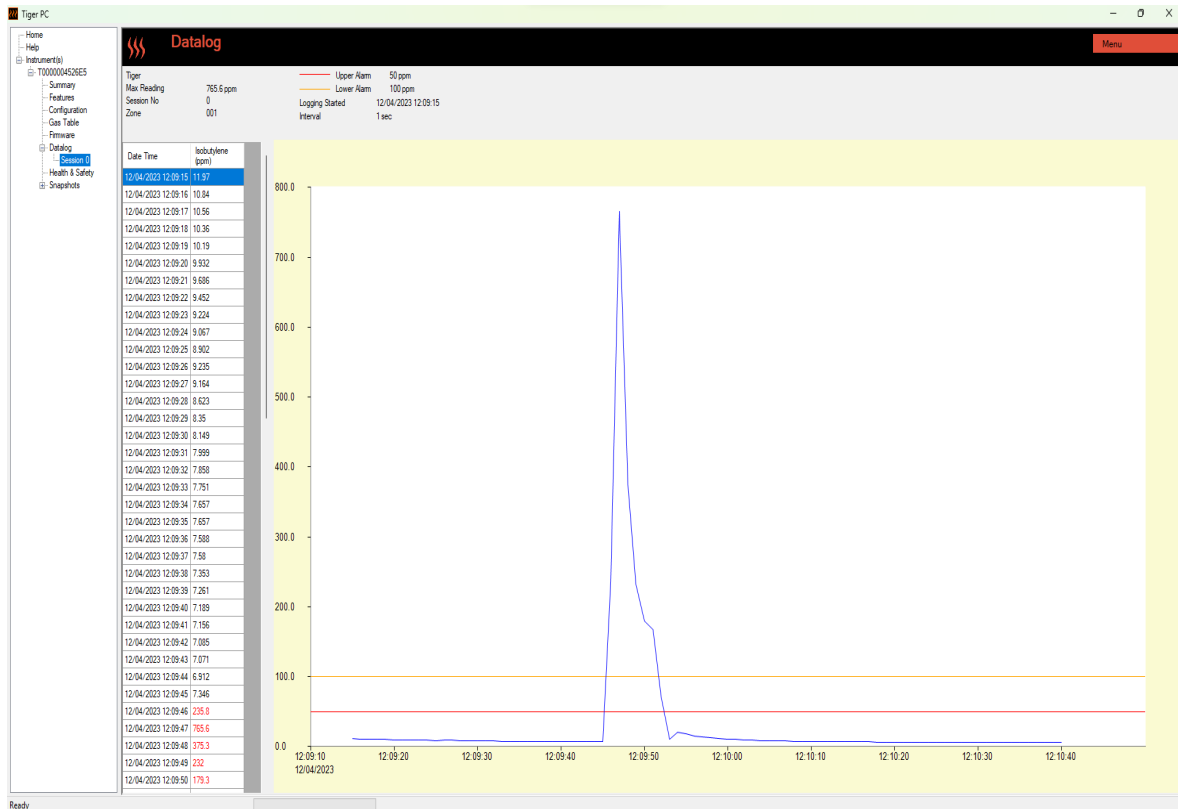 Tiger PC
Home
Help
Instrument(s)
T0000004526E5
Summary
Features
Configuration
Gas Table
Firmware
Datalog
Session 0
Health & Safety
Snapshots
Datalog
Menu
Tiger
Max Reading 765.6 ppm
Session No 0
Zone 001
Upper Alarm 50 ppm
Lower Alarm 100 ppm
Logging Started 12/04/2023 12:09:15
Interval 1 sec
Date Time Isobutylene (ppm)
12/04/2023 12:09:15 11.97
12/04/2023 12:09:16 10.84
12/04/2023 12:09:17 10.56
12/04/2023 12:09:18 10.36
12/04/2023 12:09:19 10.19
12/04/2023 12:09:20 9.932
12/04/2023 12:09:21 9.686
12/04/2023 12:09:22 9.452
12/04/2023 12:09:23 9.224
12/04/2023 12:09:24 9.067
12/04/2023 12:09:25 8.902
12/04/2023 12:09:26 9.235
12/04/2023 12:09:27 9.164
12/04/2023 12:09:28 8.623
12/04/2023 12:09:29 8.35
12/04/2023 12:09:30 8.149
12/04/2023 12:09:31 7.999
12/04/2023 12:09:32 7.858
12/04/2023 12:09:33 7.751
12/04/2023 12:09:34 7.657
12/04/2023 12:09:35 7.657
12/04/2023 12:09:36 7.588
12/04/2023 12:09:37 7.58
12/04/2023 12:09:38 7.353
12/04/2023 12:09:39 7.261
12/04/2023 12:09:40 7.189
12/04/2023 12:09:41 7.156
12/04/2023 12:09:42 7.085
12/04/2023 12:09:43 7.071
12/04/2023 12:09:44 6.912
12/04/2023 12:09:45 7.346
12/04/2023 12:09:46 235.8
12/04/2023 12:09:47 765.6
12/04/2023 12:09:48 375.3
12/04/2023 12:09:49 232
12/04/2023 12:09:50 179.3
800.0
700.0
600.0
500.0
400.0
300.0
200.0
100.0
0.0
12:09:10 12:09:20 12:09:30 12:09:40 12:09:50 12:10:00 12:10:10 12:10:20 12:10:30 12:10:40
12/04/2023
Ready